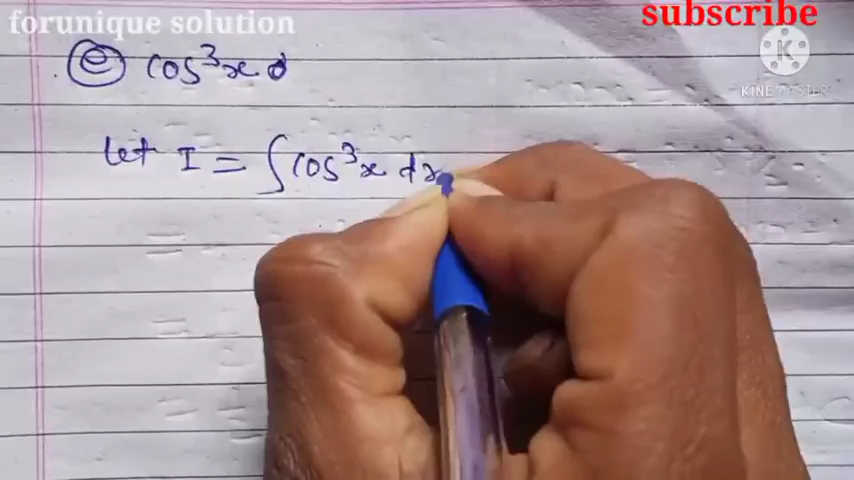 forunique solution
subscribe
K
KINEMASTER
ⓔ cos³x d
Let I = ∫cos³x dx